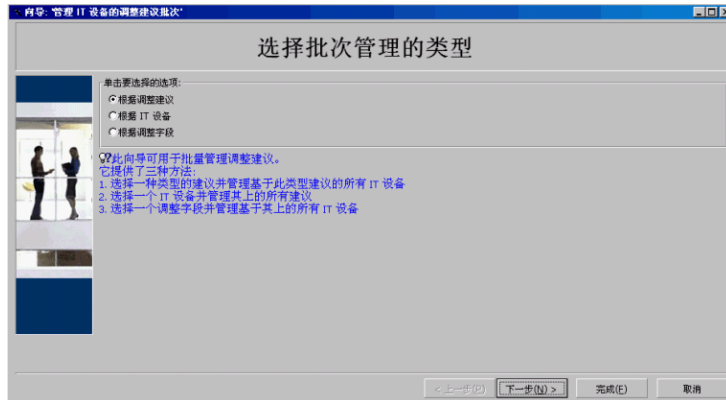 向导: '管理 IT 设备的调整建议批次'
选择批次管理的类型
单击要选择的选项:
根据调整建议
根据 IT 设备
根据调整字段
此向导可用于批量管理调整建议。
它提供了三种方法:
1. 选择一种类型的建议并管理基于此类型建议的所有 IT 设备
2. 选择一个 IT 设备并管理其上的所有建议
3. 选择一个调整字段并管理基于其上的所有 IT 设备
< 上一步(P)
下一步(N) >
完成(F)
取消